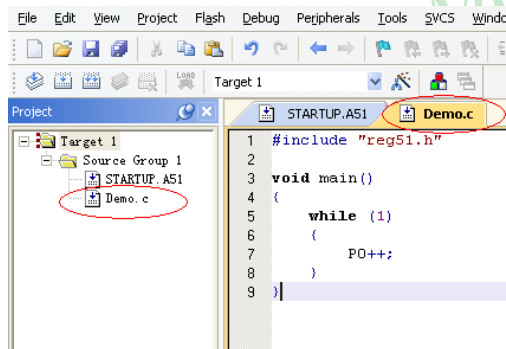 File Edit View Project Flash Debug Peripherals Tools SVCS
LOAD Target 1
Project
STARTUP.A51 Demo.c
Target 1
Source Group 1
STARTUP.A51
Demo.c
1 #include "reg51.h"
2
3 void main()
4 {
5 while (1)
6 {
7 P0++;
8 }
9 }